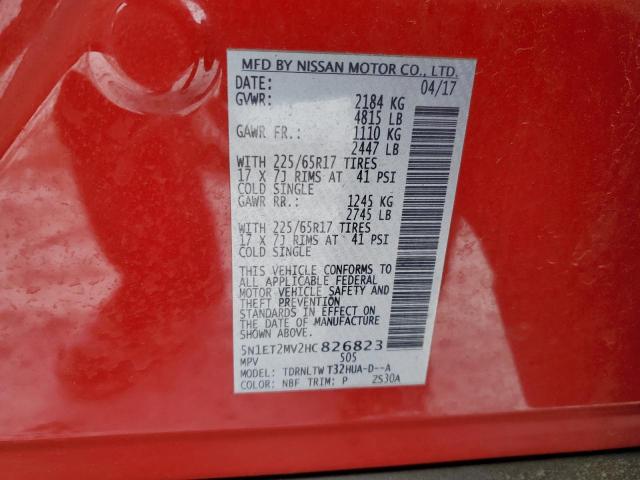 MFD BY NISSAN MOTOR CO., LTD.
DATE: 04/17
GVWR: 2184 KG
4815 LB
GAWR FR.: 1110 KG
2447 LB
WITH 225/65R17 TIRES
17 X 7J RIMS AT 41 PSI
COLD SINGLE
GAWR RR.: 1245 KG
2745 LB
WITH 225/65R17 TIRES
17 X 7J RIMS AT 41 PSI
COLD SINGLE
THIS VEHICLE CONFORMS TO
ALL APPLICABLE FEDERAL
MOTOR VEHICLE SAFETY AND
THEFT PREVENTION
STANDARDS IN EFFECT ON
THE DATE OF MANUFACTURE
SHOWN ABOVE.
5N1ET2MV2HC 826823
MPV 505
MODEL: TDRNLTW T32HUA-D--A
COLOR: NBF TRIM: P ZS30A